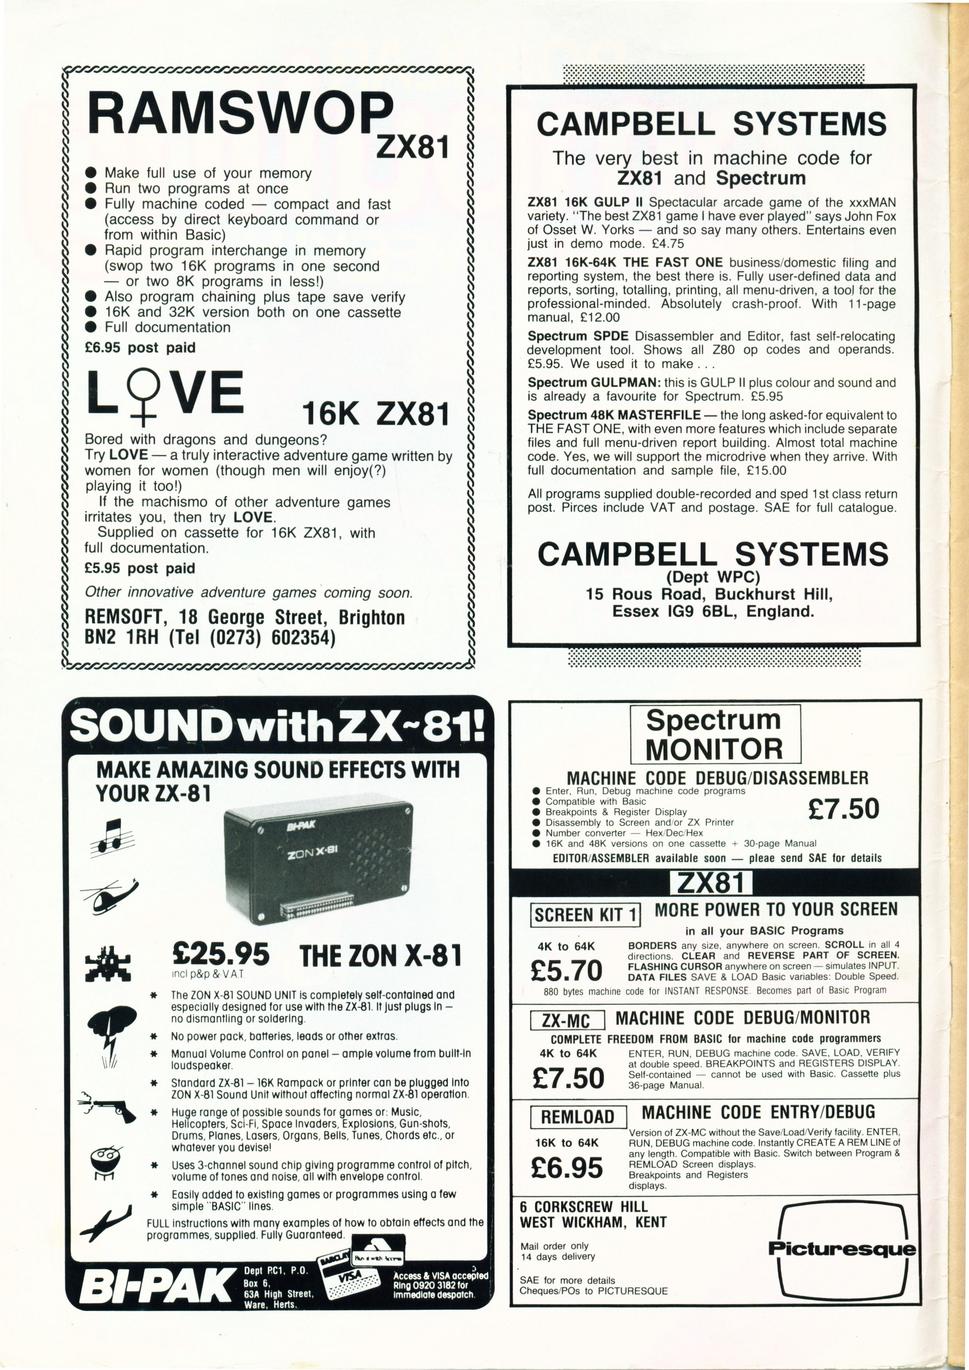 RAMSWOP
ZX81
● Make full use of your memory
● Run two programs at once
● Fully machine coded — compact and fast
(access by direct keyboard command or
from within Basic)
● Rapid program interchange in memory
(swop two 16K programs in one second
— or two 8K programs in less!)
● Also program chaining plus tape save verify
● 16K and 32K version both on one cassette
● Full documentation
£6.95 post paid
L♀VE
16K ZX81
Bored with dragons and dungeons?
Try LOVE — a truly interactive adventure game written by
women for women (though men will enjoy(?)
playing it too!)
If the machismo of other adventure games
irritates you, then try LOVE.
Supplied on cassette for 16K ZX81, with
full documentation.
£5.95 post paid
Other innovative adventure games coming soon.
REMSOFT, 18 George Street, Brighton
BN2 1RH (Tel (0273) 602354)
CAMPBELL SYSTEMS
The very best in machine code for
ZX81 and Spectrum
ZX81 16K GULP II Spectacular arcade game of the xxxMAN
variety. "The best ZX81 game I have ever played" says John Fox
of Osset W. Yorks — and so say many others. Entertains even
just in demo mode. £4.75
ZX81 16K-64K THE FAST ONE business/domestic filing and
reporting system, the best there is. Fully user-defined data and
reports, sorting, totalling, printing, all menu-driven, a tool for the
professional-minded. Absolutely crash-proof. With 11-page
manual, £12.00
Spectrum SPDE Disassembler and Editor, fast self-relocating
development tool. Shows all Z80 op codes and operands.
£5.95. We used it to make . . .
Spectrum GULPMAN: this is GULP II plus colour and sound and
is already a favourite for Spectrum. £5.95
Spectrum 48K MASTERFILE — the long asked-for equivalent to
THE FAST ONE, with even more features which include separate
files and full menu-driven report building. Almost total machine
code. Yes, we will support the microdrive when they arrive. With
full documentation and sample file, £15.00
All programs supplied double-recorded and sped 1st class return
post. Pirces include VAT and postage. SAE for full catalogue.
CAMPBELL SYSTEMS
(Dept WPC)
15 Rous Road, Buckhurst Hill,
Essex IG9 6BL, England.
SOUND with ZX~81!
MAKE AMAZING SOUND EFFECTS WITH
YOUR ZX-81
BI-PAK
ZON X-81
£25.95 THE ZON X-81
incl p&p & V.A.T.
* The ZON X-81 SOUND UNIT is completely self-contained and
especially designed for use with the ZX-81. It just plugs in –
no dismantling or soldering.
* No power pack, batteries, leads or other extras.
* Manual Volume Control on panel – ample volume from built-in
loudspeaker.
* Standard ZX-81 – 16K Rampack or printer can be plugged into
ZON X-81 Sound Unit without affecting normal ZX-81 operation.
* Huge range of possible sounds for games or: Music,
Helicopters, Sci-Fi, Space Invaders, Explosions, Gun-shots,
Drums, Planes, Lasers, Organs, Bells, Tunes, Chords etc., or
whatever you devise!
* Uses 3-channel sound chip giving programme control of pitch,
volume of tones and noise, all with envelope control.
* Easily added to existing games or programmes using a few
simple "BASIC" lines.
FULL instructions with many examples of how to obtain effects and the
programmes, supplied. Fully Guaranteed.
BI-PAK
Dept PC1, P.O.
Box 6,
63A High Street,
Ware, Herts.
BARCLAY
VISA
Access & VISA accepted
Ring 0920 3182 for
immediate despatch.
Spectrum
MONITOR
MACHINE CODE DEBUG/DISASSEMBLER
● Enter, Run, Debug machine code programs
● Compatible with Basic
● Breakpoints & Register Display
● Disassembly to Screen and/or ZX Printer
● Number converter — Hex/Dec/Hex
● 16K and 48K versions on one cassette + 30-page Manual
£7.50
EDITOR/ASSEMBLER available soon — pleae send SAE for details
ZX81
SCREEN KIT 1 MORE POWER TO YOUR SCREEN
in all your BASIC Programs
4K to 64K
£5.70
BORDERS any size, anywhere on screen. SCROLL in all 4
directions. CLEAR and REVERSE PART OF SCREEN.
FLASHING CURSOR anywhere on screen — simulates INPUT.
DATA FILES SAVE & LOAD Basic variables: Double Speed.
880 bytes machine code for INSTANT RESPONSE. Becomes part of Basic Program
ZX-MC MACHINE CODE DEBUG/MONITOR
COMPLETE FREEDOM FROM BASIC for machine code programmers
4K to 64K
£7.50
ENTER, RUN, DEBUG machine code. SAVE, LOAD, VERIFY
at double speed. BREAKPOINTS and REGISTERS DISPLAY.
Self-contained — cannot be used with Basic. Cassette plus
36-page Manual.
REMLOAD MACHINE CODE ENTRY/DEBUG
16K to 64K
£6.95
Version of ZX-MC without the Save/Load/Verify facility. ENTER,
RUN, DEBUG machine code. Instantly CREATE A REM LINE of
any length. Compatible with Basic. Switch between Program &
REMLOAD Screen displays.
Breakpoints and Registers
displays.
6 CORKSCREW HILL
WEST WICKHAM, KENT
Mail order only
14 days delivery
SAE for more details
Cheques/POs to PICTURESQUE
Picturesque